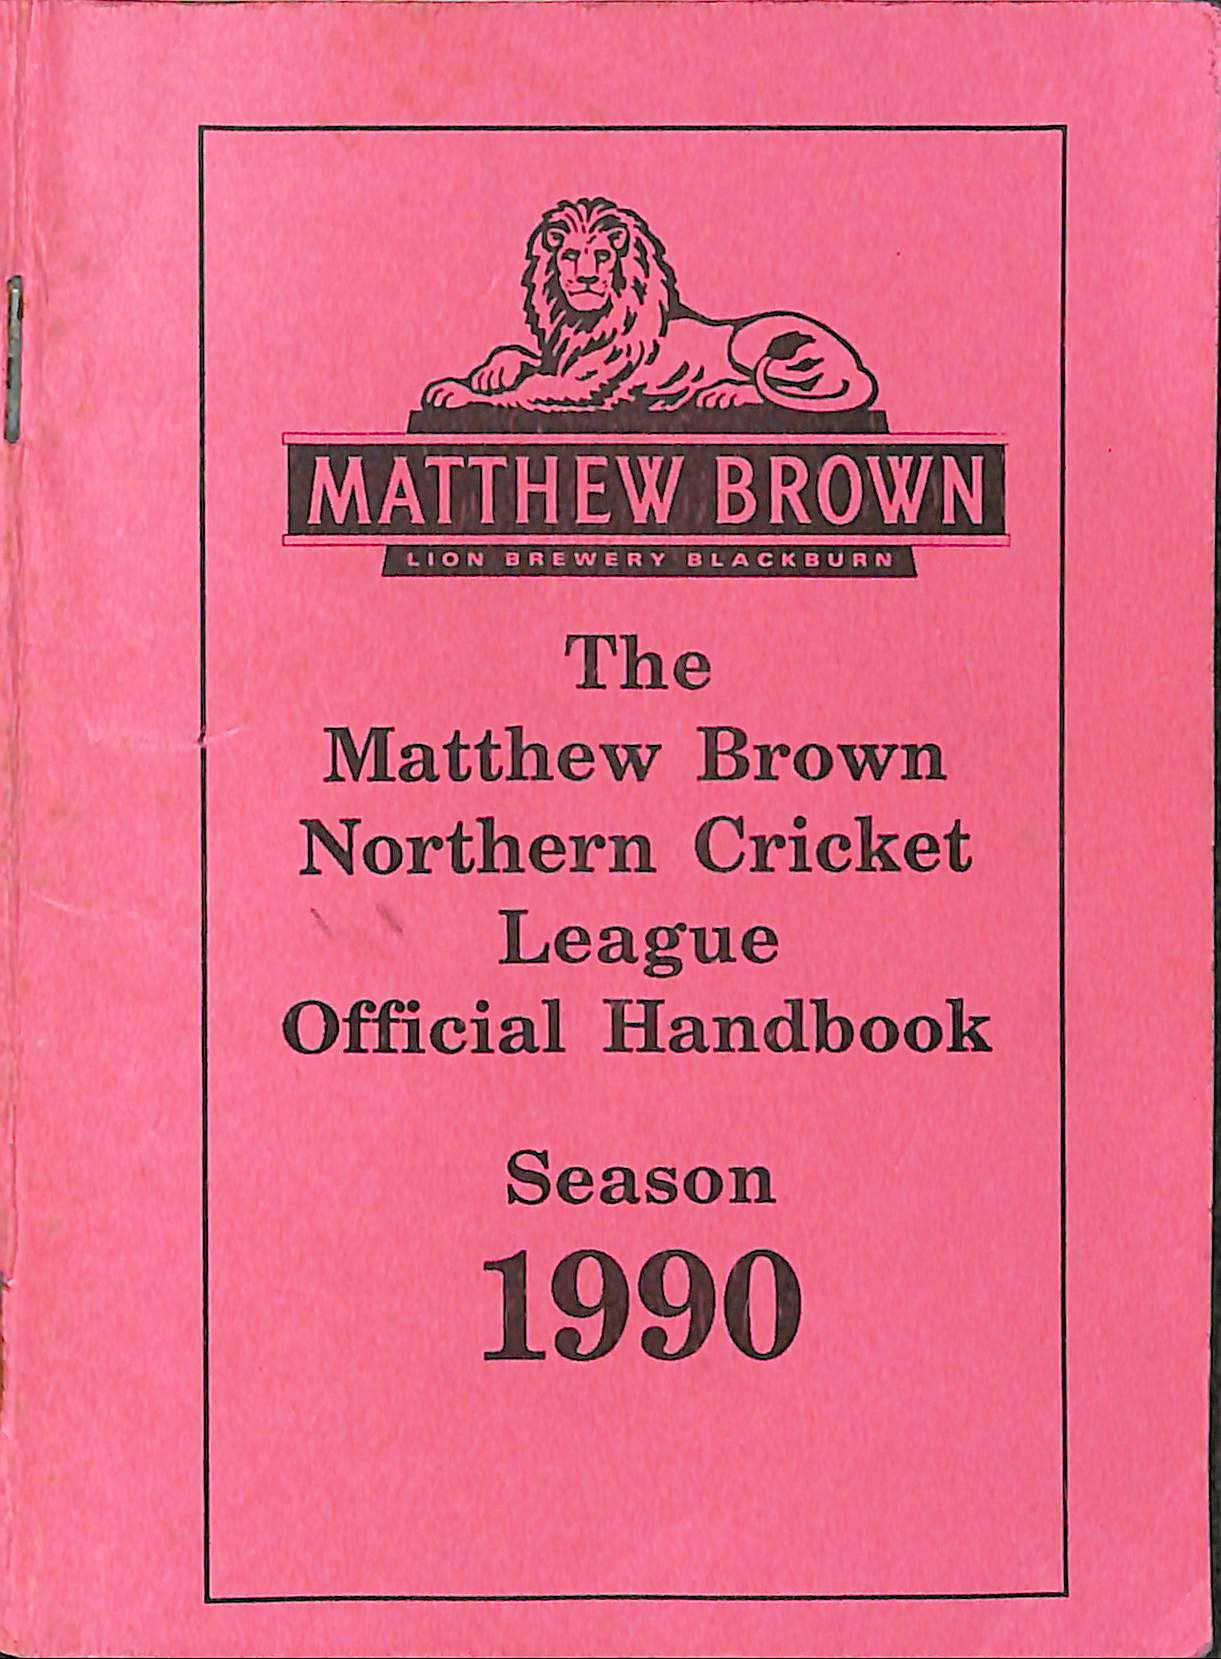 MATTHEW BROWN
LION BREWERY BLACKBURN
The
Matthew Brown
Northern Cricket
League
Official Handbook
Season
1990